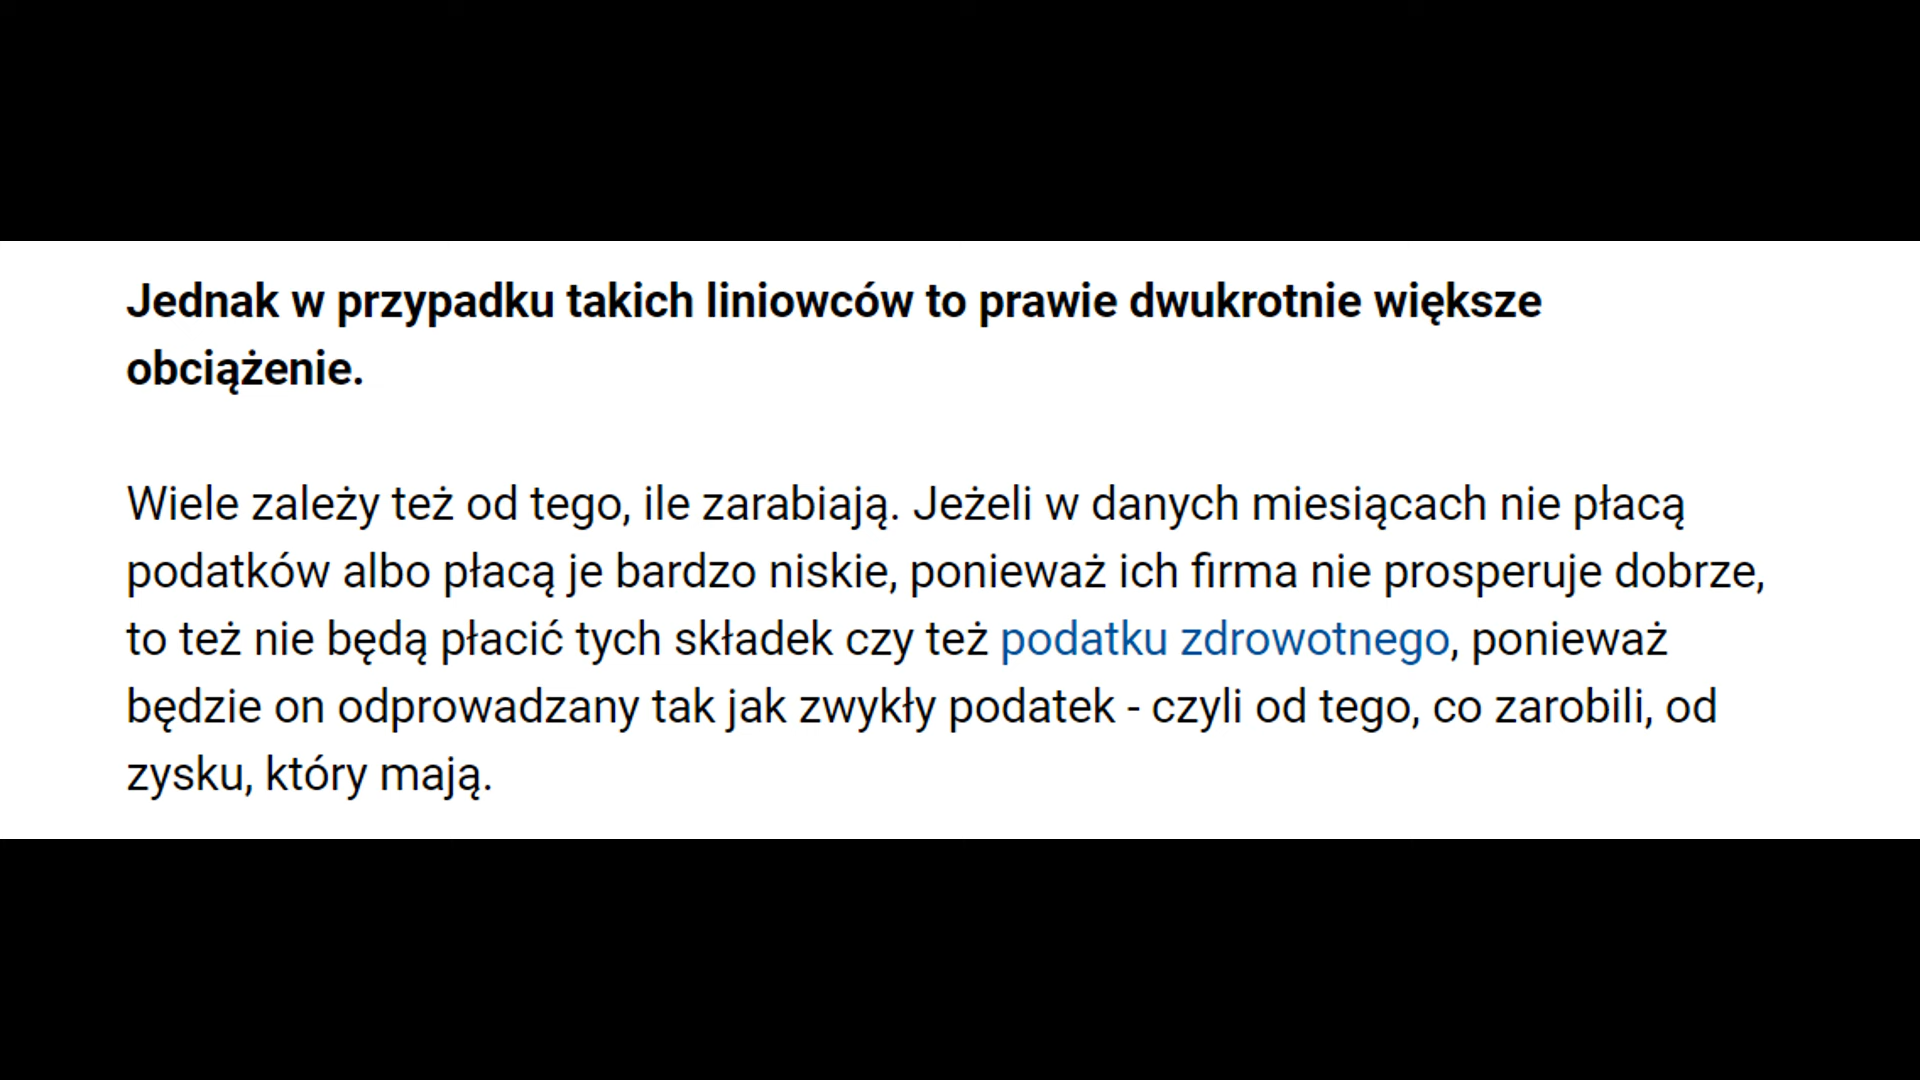 Jednak w przypadku takich liniowców to prawie dwukrotnie większe
obciążenie.
Wiele zależy też od tego, ile zarabiają. Jeżeli w danych miesiącach nie płacą
podatków albo płacą je bardzo niskie, ponieważ ich firma nie prosperuje dobrze,
to też nie będą płacić tych składek czy też podatku zdrowotnego, ponieważ
będzie on odprowadzany tak jak zwykły podatek - czyli od tego, co zarobili, od
zysku, który mają.